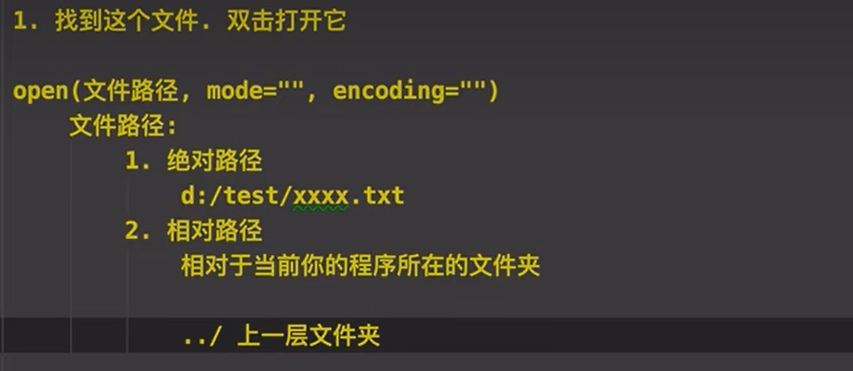 1. 找到这个文件. 双击打开它
open(文件路径, mode="", encoding="")
文件路径:
1. 绝对路径
d:/test/xxxx.txt
2. 相对路径
相对于当前你的程序所在的文件夹
../ 上一层文件夹